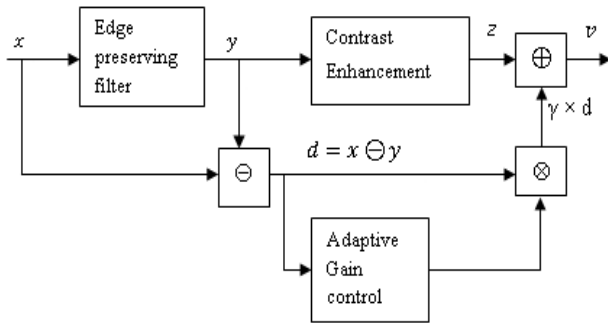 x
Edge
preserving
filter
y
Contrast
Enhancement
z
⊕
v
γ × d
⊖
d = x ⊖ y
⊗
Adaptive
Gain
control